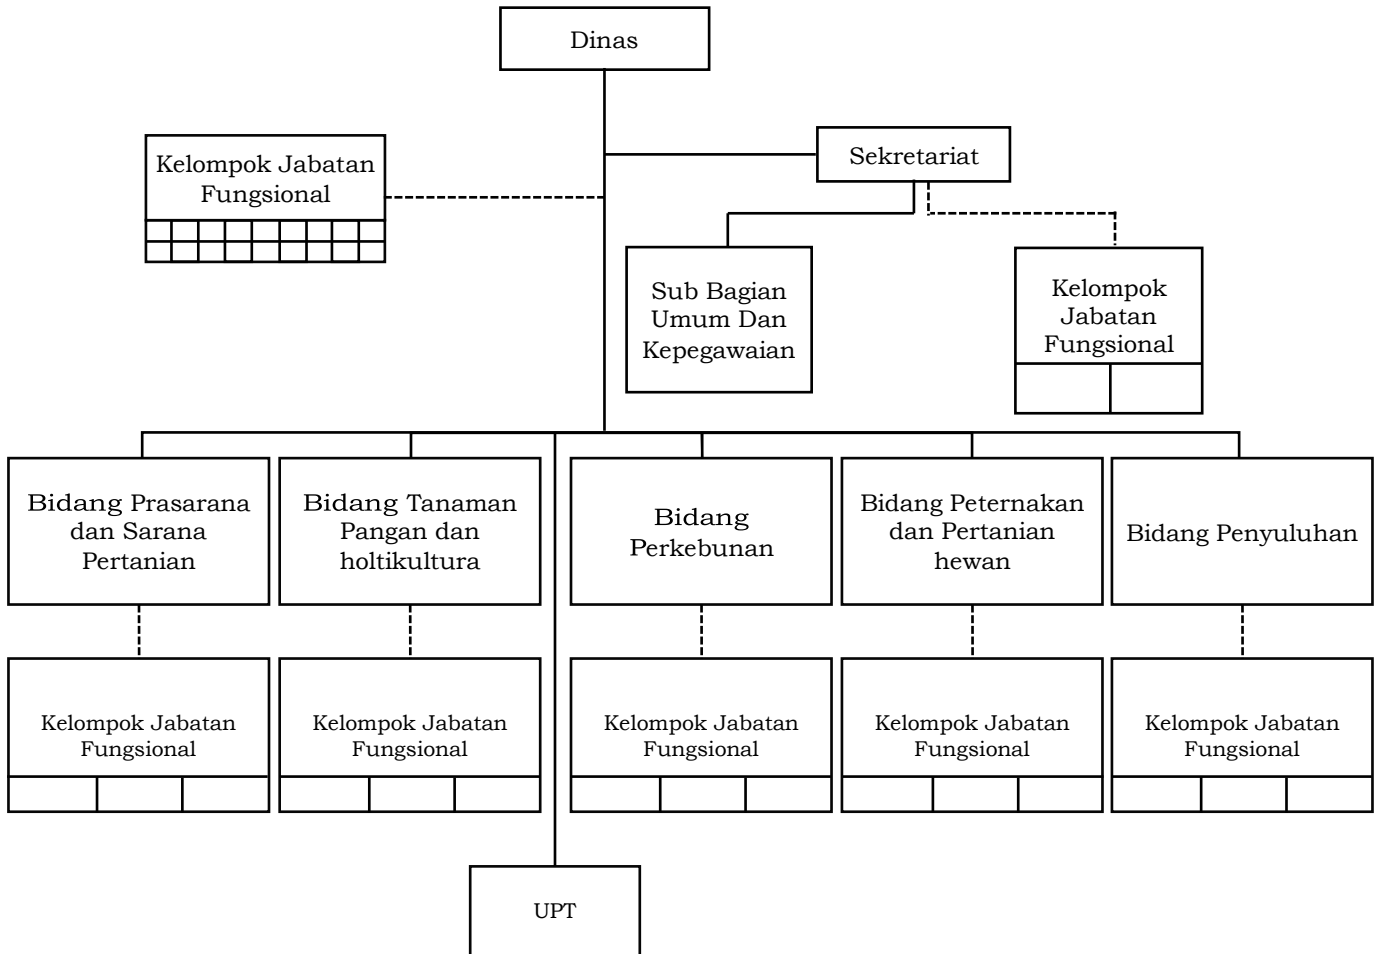 Dinas
Kelompok Jabatan
Fungsional
Sekretariat
Sub Bagian
Umum Dan
Kepegawaian
Kelompok
Jabatan
Fungsional
Bidang Prasarana
dan Sarana
Pertanian
Bidang Tanaman
Pangan dan
holtikultura
Bidang
Perkebunan
Bidang Peternakan
dan Pertanian
hewan
Bidang Penyuluhan
Kelompok Jabatan
Fungsional
Kelompok Jabatan
Fungsional
Kelompok Jabatan
Fungsional
Kelompok Jabatan
Fungsional
Kelompok Jabatan
Fungsional
UPT